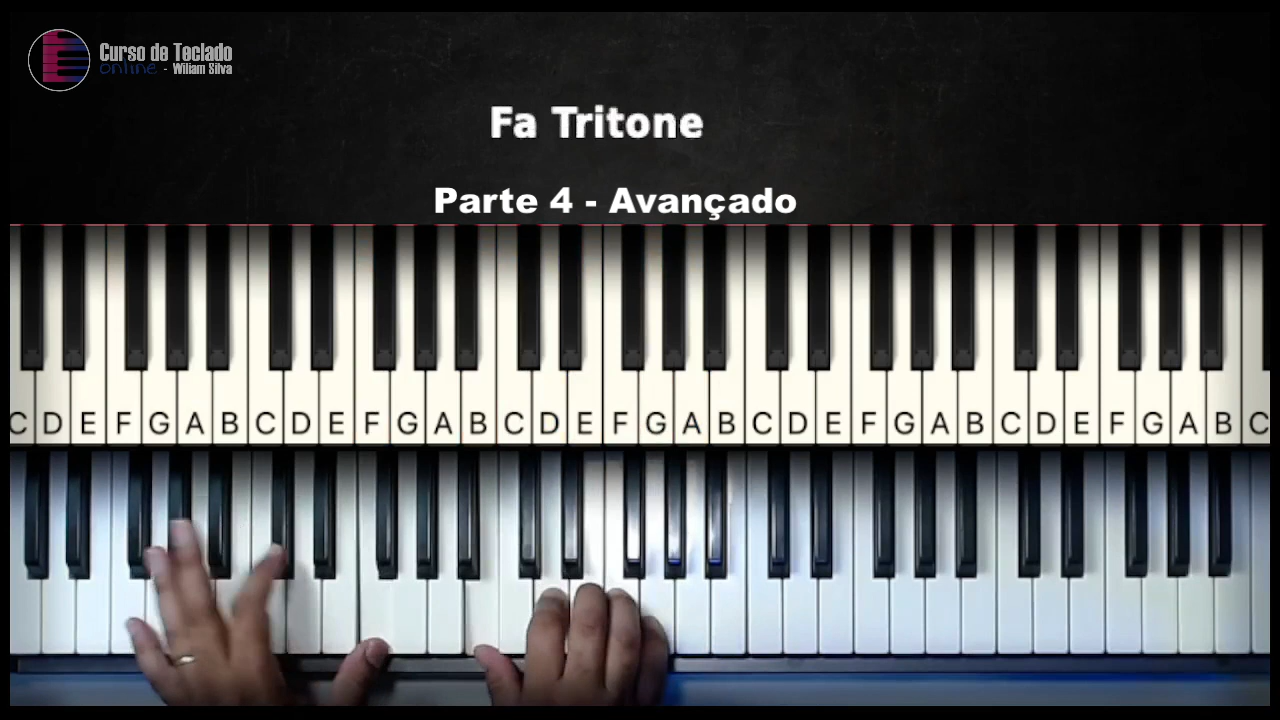 Curso de Teclado
online - Wiliam Silva
Fa Tritone
Parte 4 - Avançado
C D E F G A B C D E F G A B C D E F G A B C D E F G A B C D E F G A B C